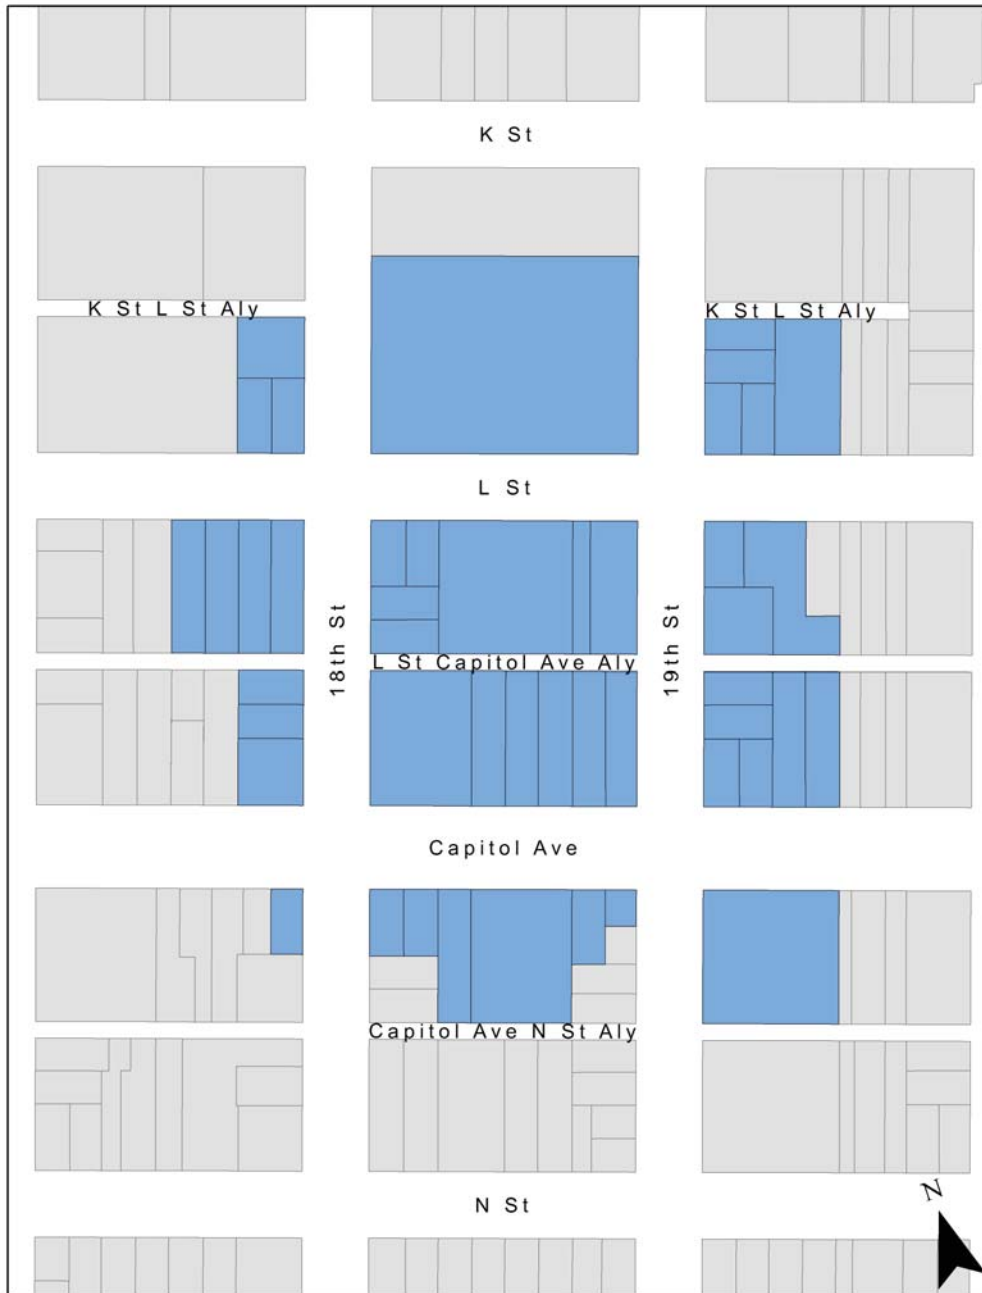 K St
K St L St Aly
K St L St Aly
L St
18th St
19th St
L St Capitol Ave Aly
Capitol Ave
Capitol Ave N St Aly
N
N St